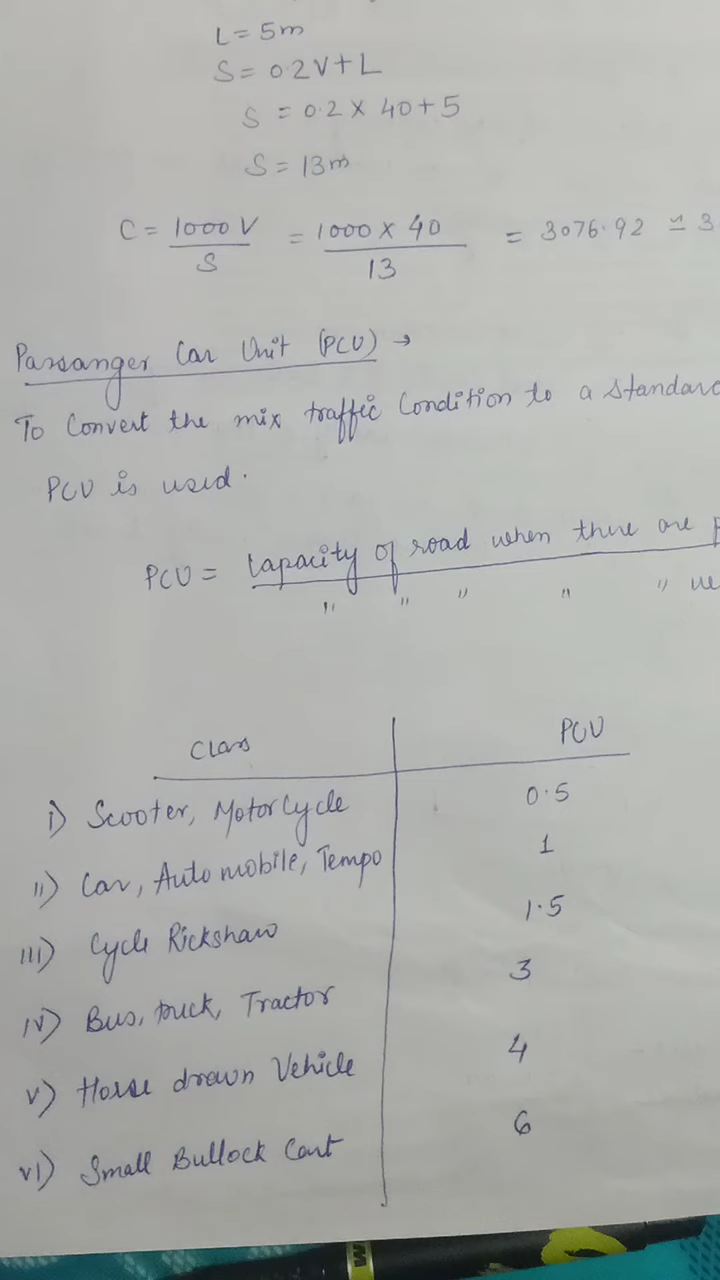 L = 5m
S = 0.2V + L
S = 0.2 × 40 + 5
S = 13m
C = 1000 V / S = 1000 × 40 / 13 = 3076.92 ≃ 3
Passanger Car Unit (PCU) →
To Convert the mix traffic Condition to a Standard
PCU is used.
PCU = Capacity of road when there are
" " " " "
Class PCU
i) Scooter, Motorcycle 0.5
ii) Car, Automobile, Tempo 1
iii) Cycle Rickshaw 1.5
iv) Bus, truck, Tractor 3
v) Horse drawn Vehicle 4
vi) Small Bullock Cart 6